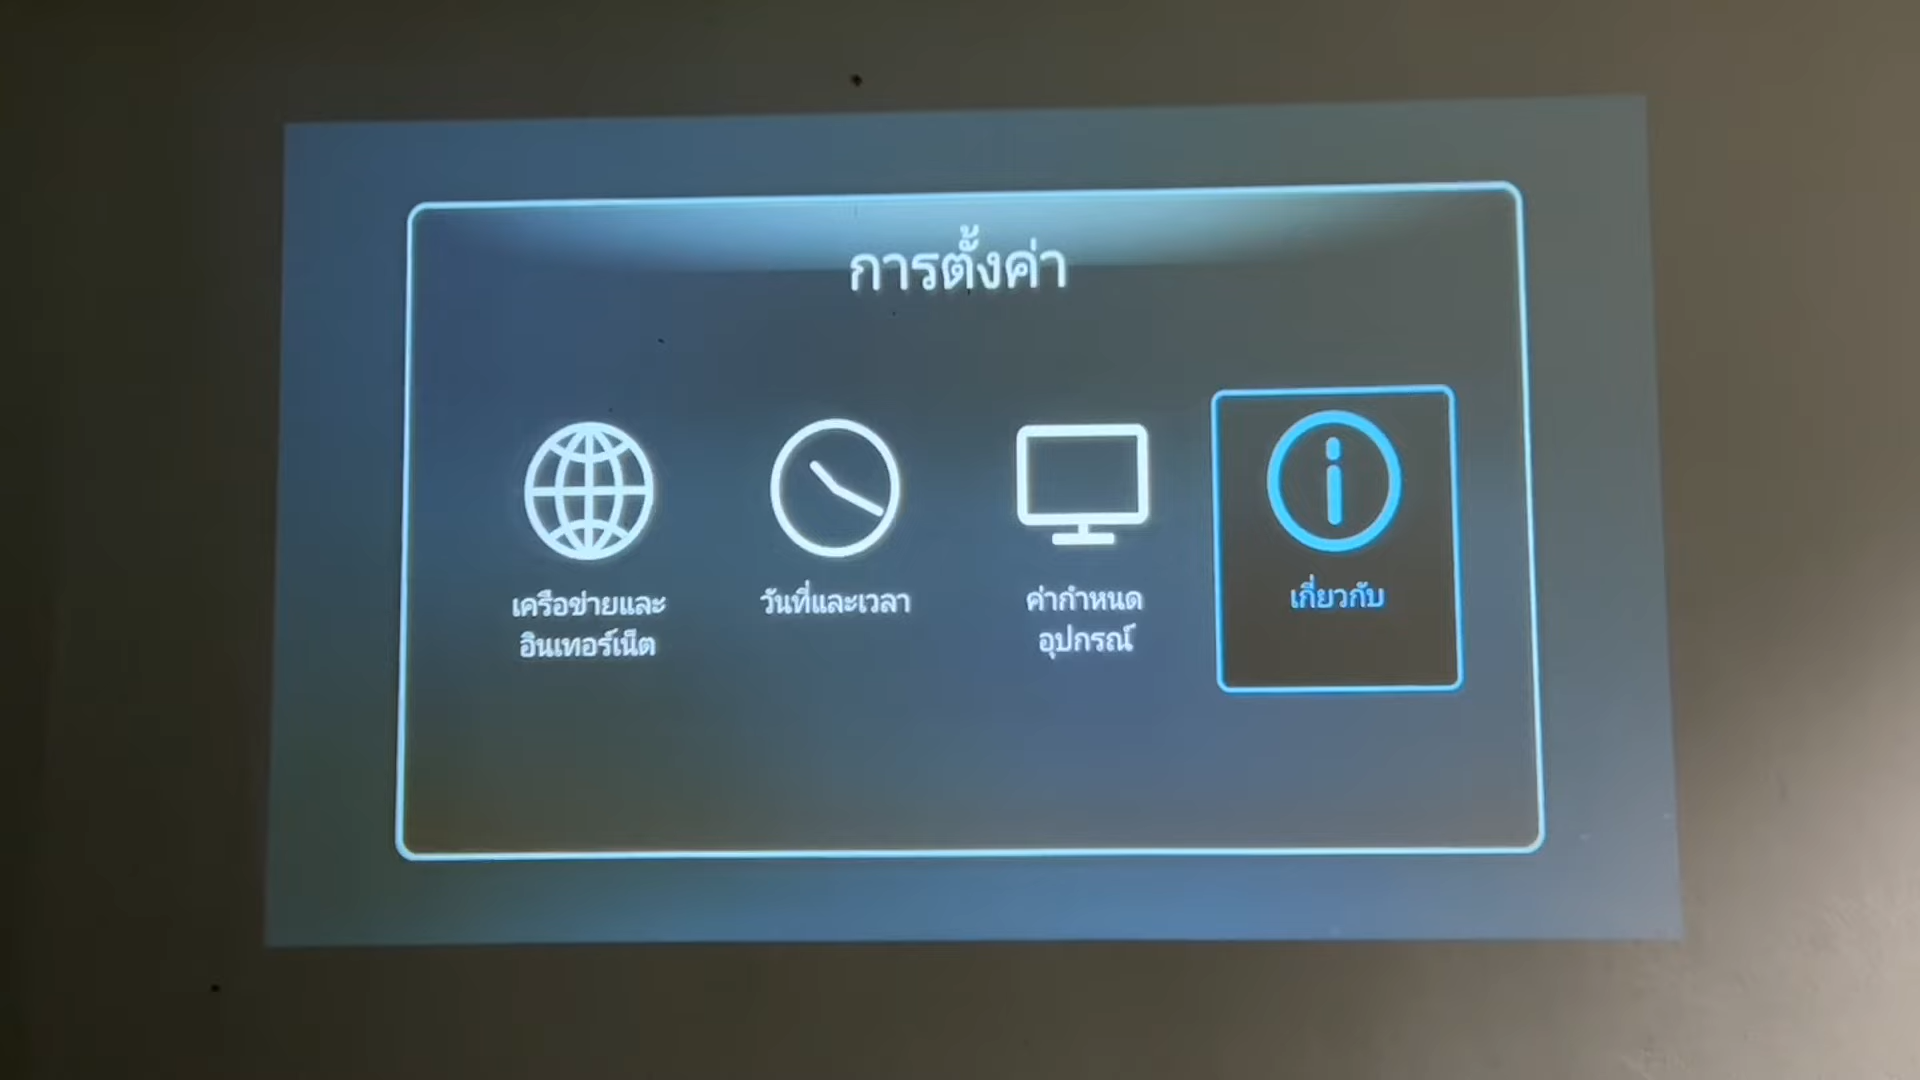 การตั้งค่า
เครือข่ายและ
อินเทอร์เน็ต
วันที่และเวลา
ค่ากำหนด
อุปกรณ์
เกี่ยวกับ